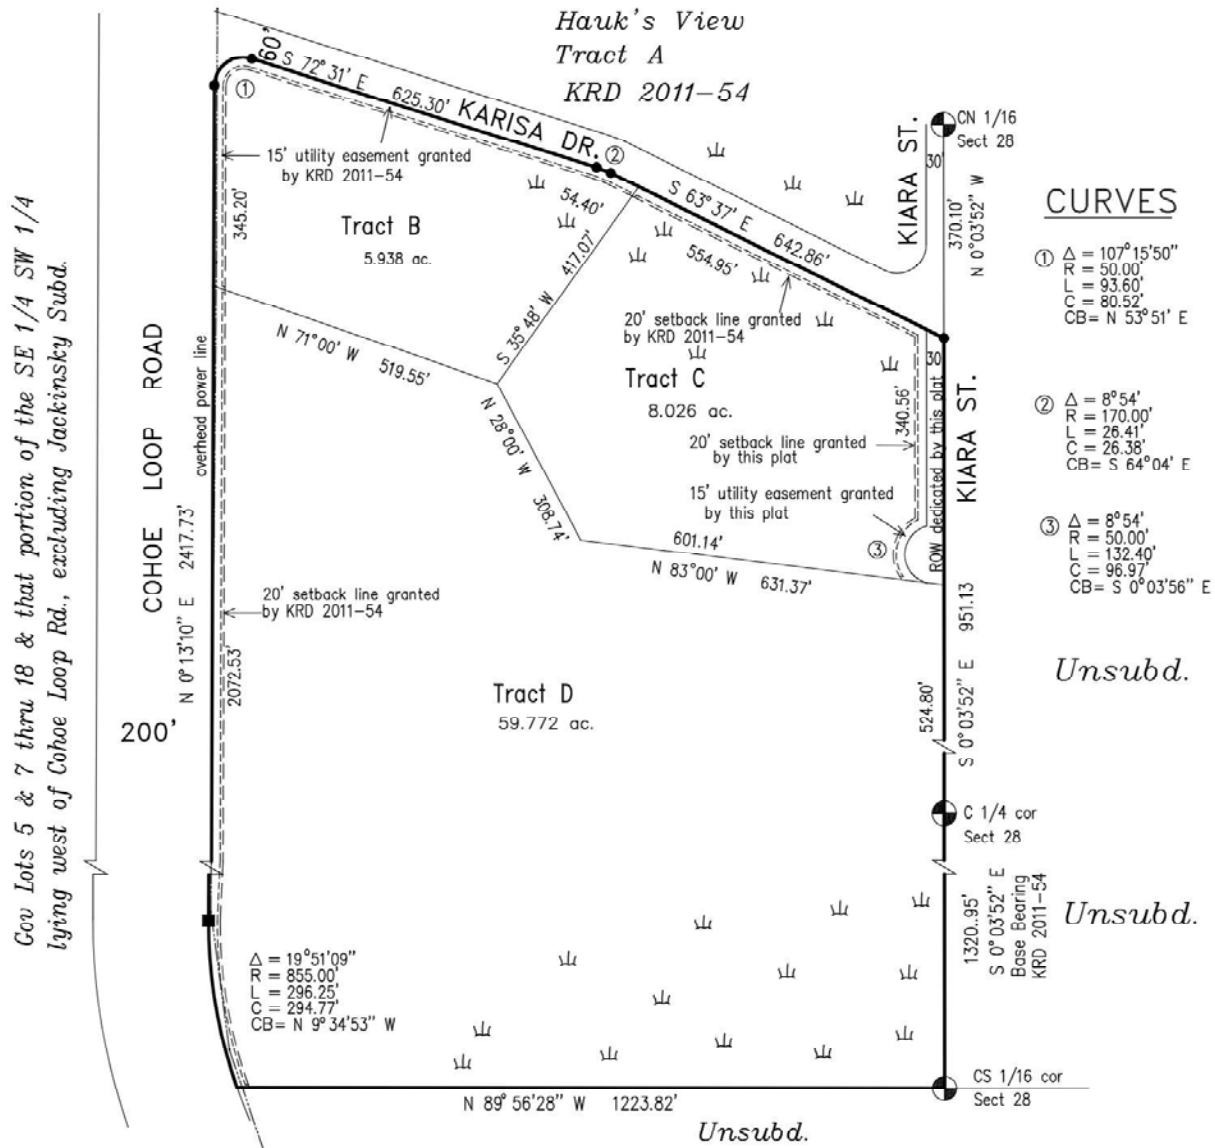 Hauk's View
Tract A
KRD 2011-54
60'
S 72°31' E
625.30'
KARISA DR.
①
②
15' utility easement granted
by KRD 2011-54
345.20'
Tract B
5.938 ac.
54.40'
S 63°37' E
642.86'
554.95'
417.07'
S 35°48' W
KIARA ST.
30'
CN 1/16
Sect 28
370.10'
N 0°03'52" W
20' setback line granted
by KRD 2011-54
N 71°00' W 519.55'
Tract C
8.026 ac.
20' setback line granted
by this plat
340.56'
15' utility easement granted
by this plat
③
30'
ROW dedicated by this plat
KIARA ST.
N 28°00' W 308.74'
601.14'
N 83°00' W 631.37'
Gov Lots 5 & 7 thru 18 & that portion of the SE 1/4 SW 1/4
lying west of Cohoe Loop Rd., excluding Jackinsky Subd.
COHOE LOOP ROAD
overhead power line
N 0°13'10" E 2417.73'
20' setback line granted
by KRD 2011-54
2072.53'
200'
Tract D
59.772 ac.
524.80'
S 0°03'52" E 951.13
C 1/4 cor
Sect 28
1320.95'
S 0°03'52" E
Base Bearing
KRD 2011-54
Δ = 19°51'09"
R = 855.00'
L = 296.25'
C = 294.77'
CB= N 9°34'53" W
N 89°56'28" W 1223.82'
CS 1/16 cor
Sect 28
Unsubd.
CURVES
① Δ = 107°15'50"
R = 50.00'
L = 93.60'
C = 80.52'
CB= N 53°51' E
② Δ = 8°54'
R = 170.00'
L = 26.41'
C = 26.38'
CB= S 64°04' E
③ Δ = 8°54'
R = 50.00'
L = 132.40'
C = 96.97'
CB= S 0°03'56" E
Unsubd.
Unsubd.